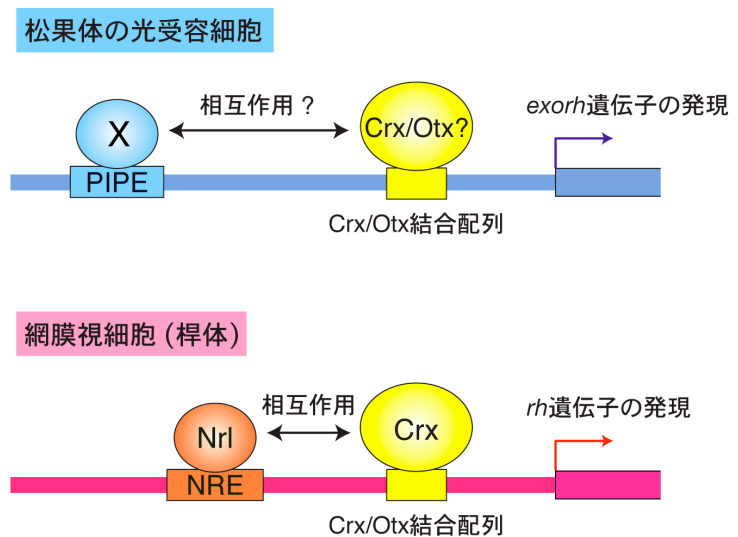 松果体の光受容細胞
相互作用？
exorh遺伝子の発現
X
Crx/Otx?
PIPE
Crx/Otx結合配列
網膜視細胞 (桿体)
相互作用
rh遺伝子の発現
Nrl
Crx
NRE
Crx/Otx結合配列